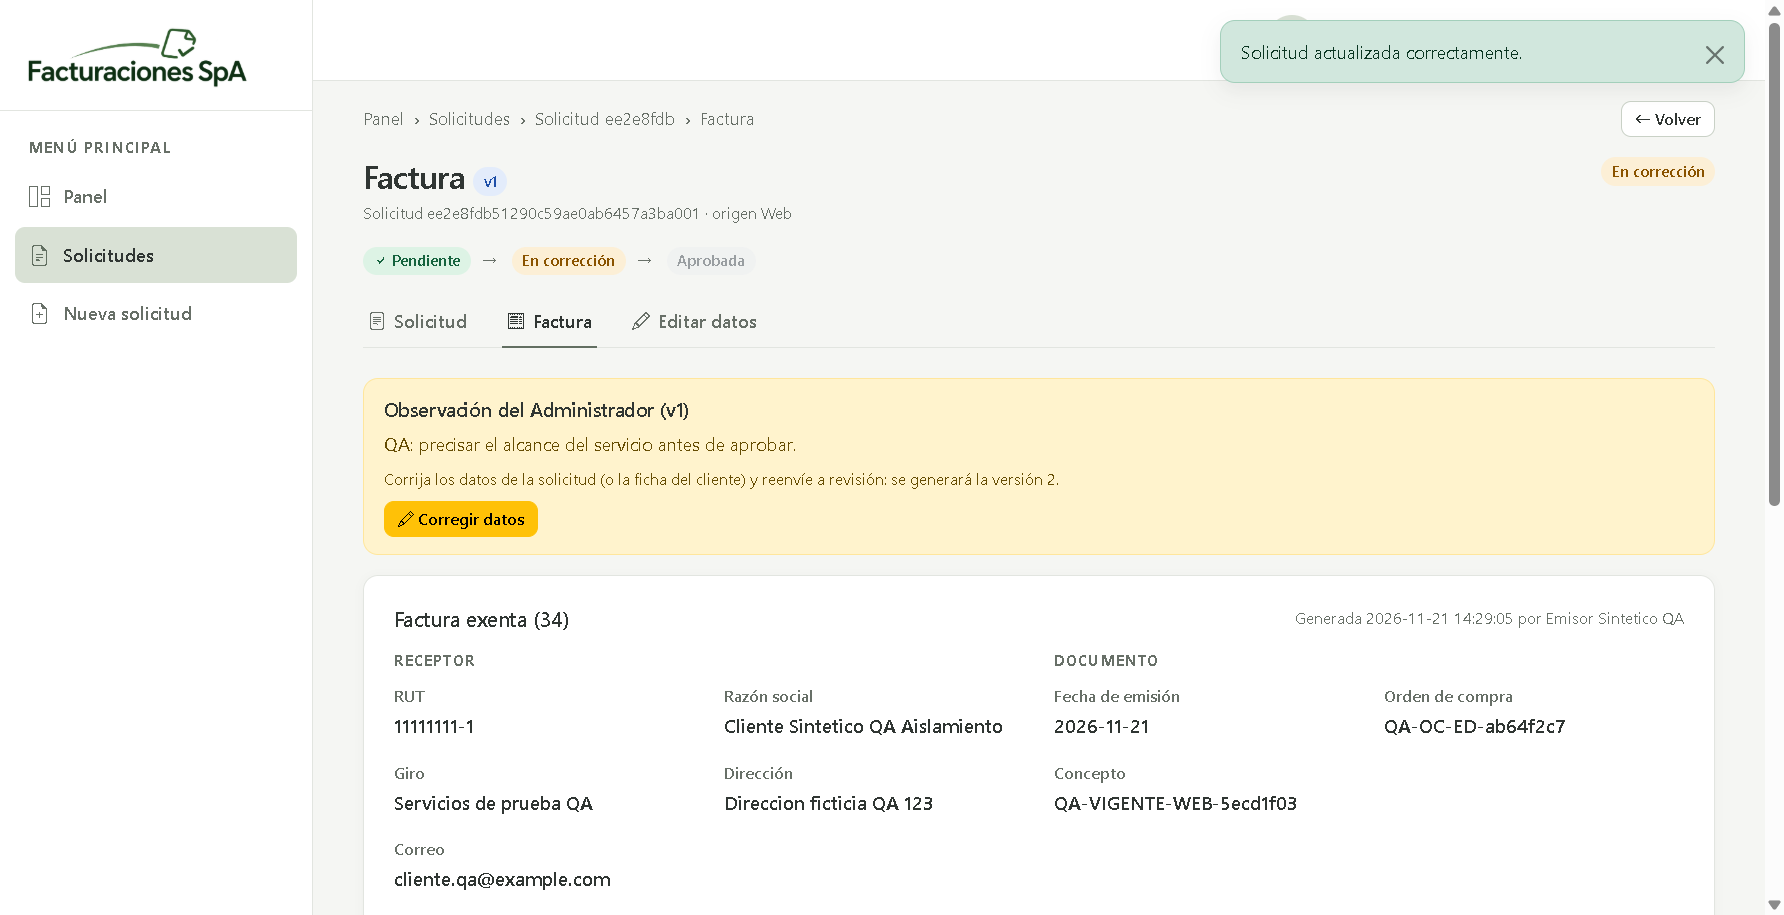 Facturaciones SpA
MENÚ PRINCIPAL
Panel
Solicitudes
Nueva solicitud
Solicitud actualizada correctamente.
Panel › Solicitudes › Solicitud ee2e8fdb › Factura
← Volver
Factura v1
En corrección
Solicitud ee2e8fdb51290c59ae0ab6457a3ba001 · origen Web
✓ Pendiente → En corrección → Aprobada
Solicitud Factura Editar datos
Observación del Administrador (v1)
QA: precisar el alcance del servicio antes de aprobar.
Corrija los datos de la solicitud (o la ficha del cliente) y reenvíe a revisión: se generará la versión 2.
Corregir datos
Factura exenta (34)
Generada 2026-11-21 14:29:05 por Emisor Sintetico QA
RECEPTOR
DOCUMENTO
RUT
Razón social
Fecha de emisión
Orden de compra
11111111-1
Cliente Sintetico QA Aislamiento
2026-11-21
QA-OC-ED-ab64f2c7
Giro
Dirección
Concepto
Servicios de prueba QA
Direccion ficticia QA 123
QA-VIGENTE-WEB-5ecd1f03
Correo
cliente.qa@example.com